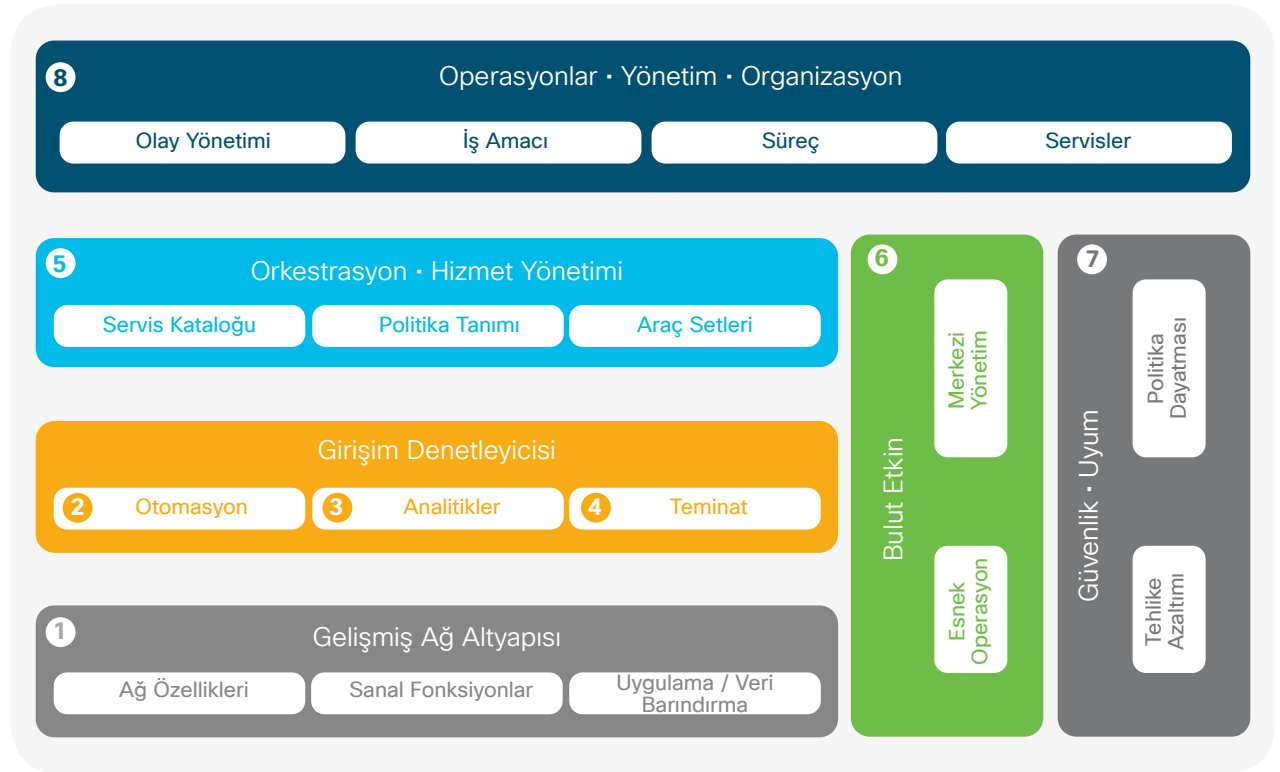 8
Operasyonlar · Yönetim · Organizasyon
Olay Yönetimi
İş Amacı
Süreç
Servisler
5
Orkestrasyon · Hizmet Yönetimi
Servis Kataloğu
Politika Tanımı
Araç Setleri
Girişim Denetleyicisi
2
Otomasyon
3
Analitikler
4
Teminat
1
Gelişmiş Ağ Altyapısı
Ağ Özellikleri
Sanal Fonksiyonlar
Uygulama / Veri
Barındırma
6
Bulut Etkin
Merkezi
Yönetim
Esnek
Operasyon
7
Güvenlik · Uyum
Politika
Dayatması
Tehlike
Azaltımı